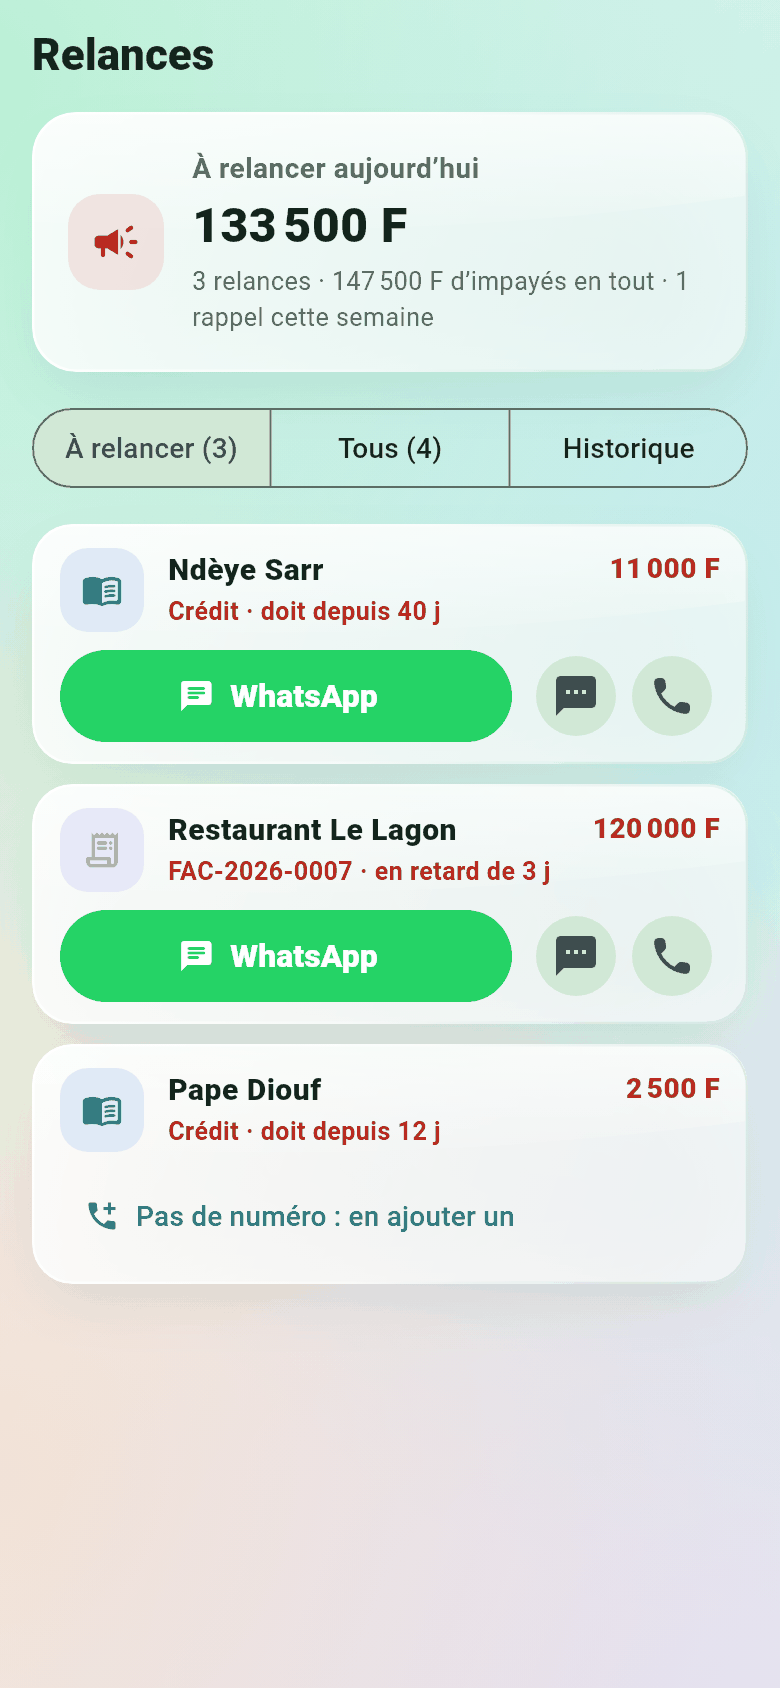 Relances
À relancer aujourd’hui
133 500 F
3 relances · 147 500 F d’impayés en tout · 1
rappel cette semaine
À relancer (3)
Tous (4)
Historique
Ndèye Sarr
11 000 F
Crédit · doit depuis 40 j
WhatsApp
Restaurant Le Lagon
120 000 F
FAC-2026-0007 · en retard de 3 j
WhatsApp
Pape Diouf
2 500 F
Crédit · doit depuis 12 j
Pas de numéro : en ajouter un